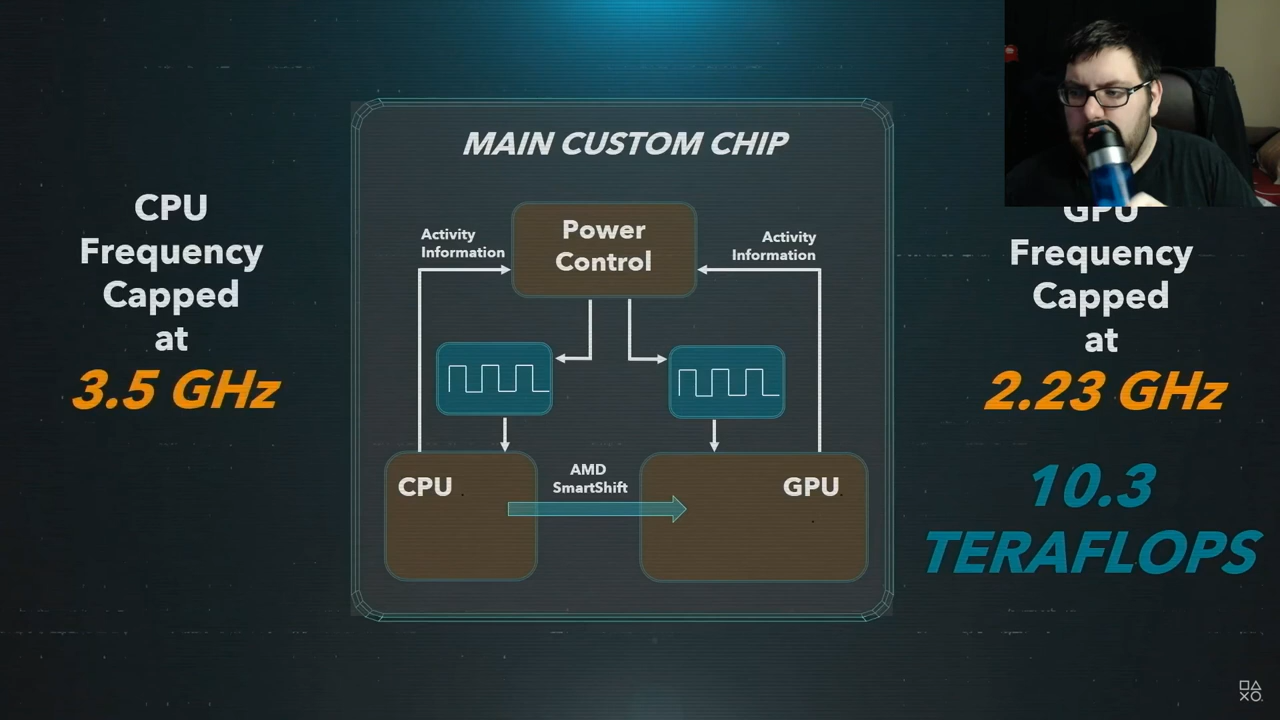 MAIN CUSTOM CHIP
CPU
Frequency
Capped
at
3.5 GHz
Activity
Information
Power
Control
Activity
Information
CPU
AMD
SmartShift
GPU
GPU
Frequency
Capped
at
2.23 GHz
10.3
TERAFLOPS